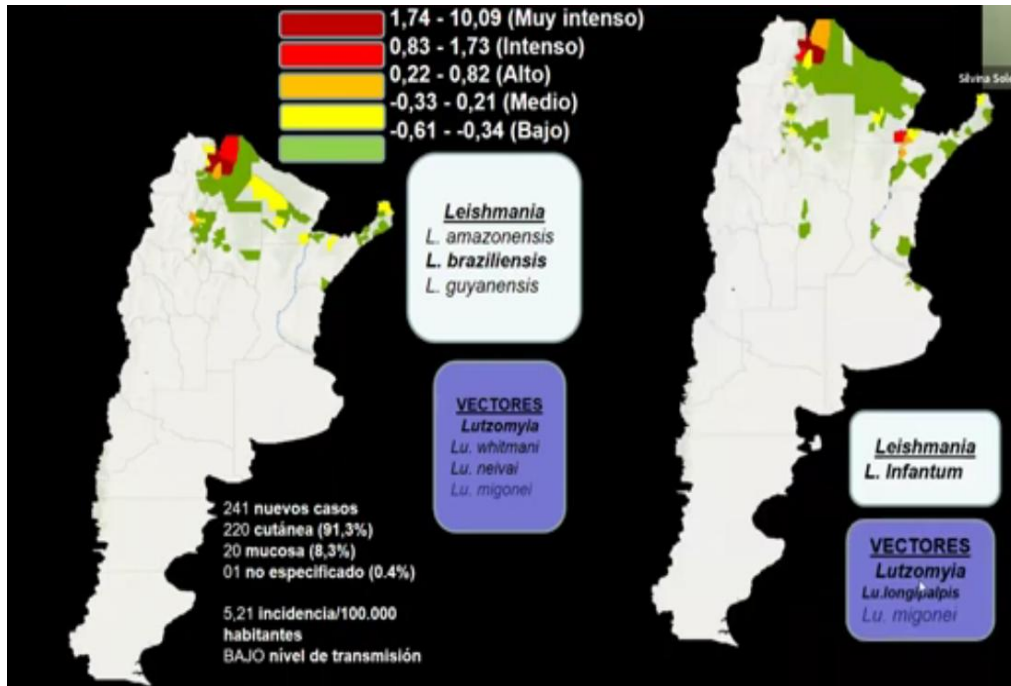 1,74 - 10,09 (Muy intenso)
0,83 - 1,73 (Intenso)
0,22 - 0,82 (Alto)
-0,33 - 0,21 (Medio)
-0,61 - -0,34 (Bajo)
Silvina Sol
Leishmania
L. amazonensis
L. braziliensis
L. guyanensis
VECTORES
Lutzomyia
Lu. whitmani
Lu. neivai
Lu. migonei
241 nuevos casos
220 cutánea (91,3%)
20 mucosa (8,3%)
01 no especificado (0.4%)
5,21 incidencia/100.000
habitantes
BAJO nivel de transmisión
Leishmania
L. Infantum
VECTORES
Lutzomyia
Lu.longipalpis
Lu. migonei